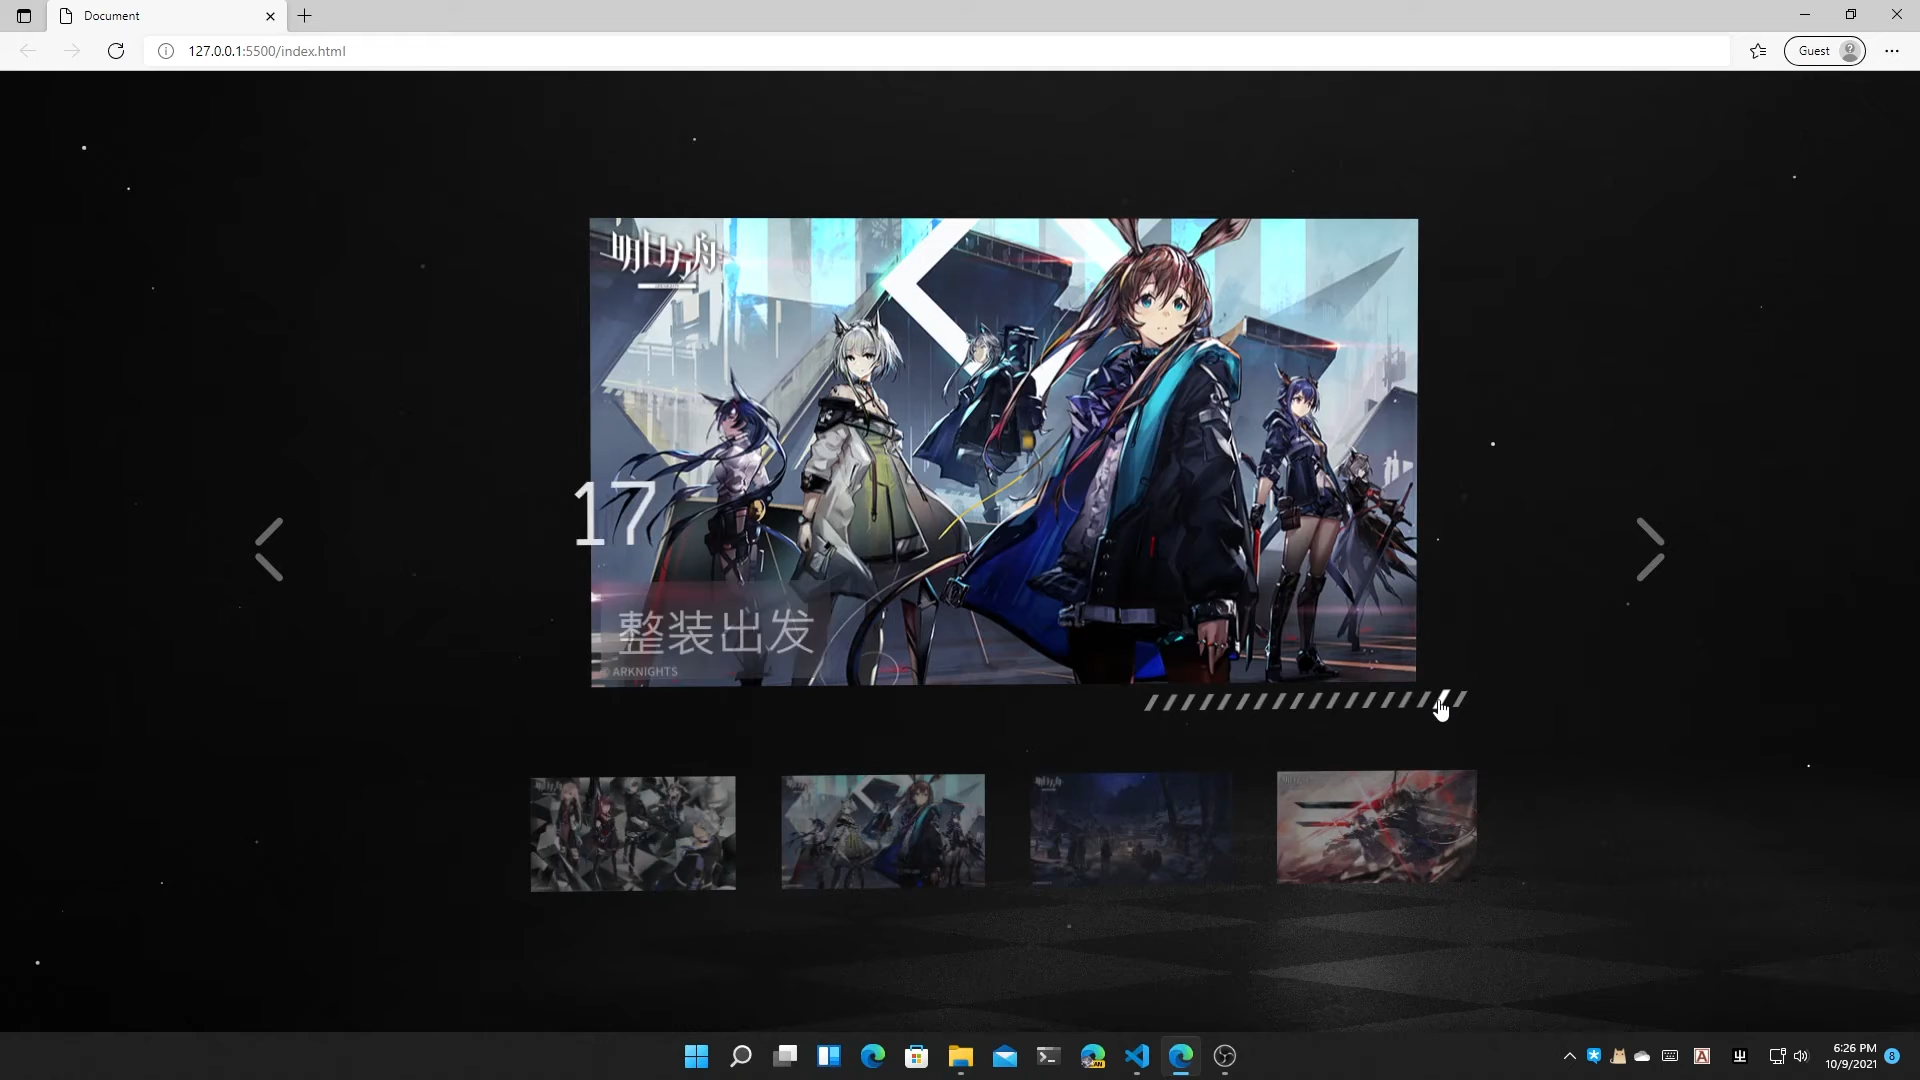 Document
127.0.0.1:5500/index.html
Guest
明日方舟
17
整装出发
© ARKNIGHTS
6:26 PM
10/9/2021
8